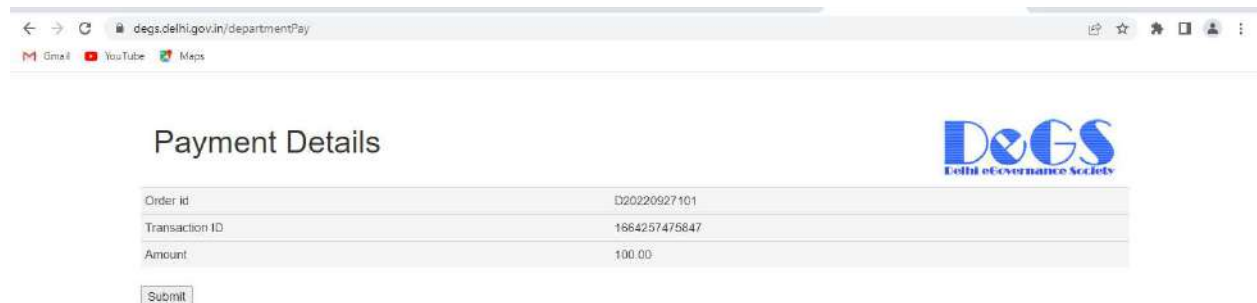 degs.delhi.gov.in/departmentPay
Gmail YouTube Maps
Payment Details
DeGS
Delhi eGovernance Society
Order id D20220927101
Transaction ID 1664257475847
Amount 100.00
Submit